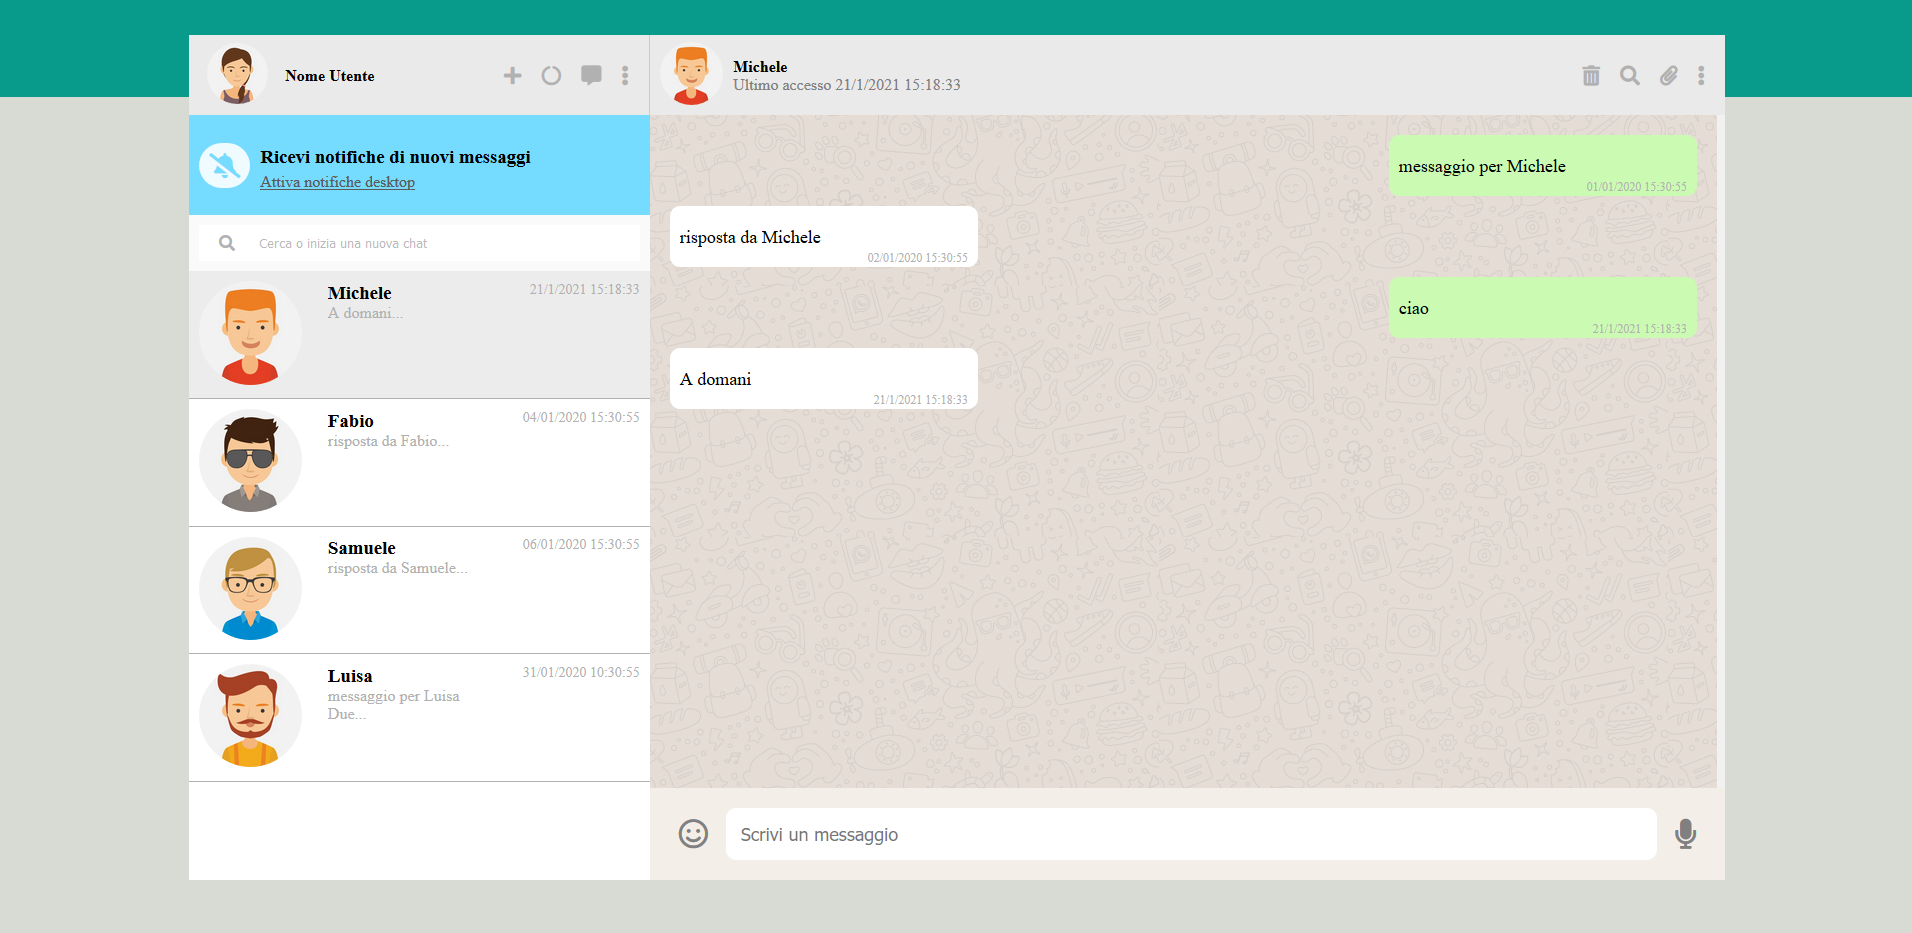 Nome Utente
Michele
Ultimo accesso 21/1/2021 15:18:33
Ricevi notifiche di nuovi messaggi
Attiva notifiche desktop
Cerca o inizia una nuova chat
Michele
21/1/2021 15:18:33
A domani...
Fabio
04/01/2020 15:30:55
risposta da Fabio...
Samuele
06/01/2020 15:30:55
risposta da Samuele...
Luisa
31/01/2020 10:30:55
messaggio per Luisa
Due...
messaggio per Michele
01/01/2020 15:30:55
risposta da Michele
02/01/2020 15:30:55
ciao
21/1/2021 15:18:33
A domani
21/1/2021 15:18:33
Scrivi un messaggio